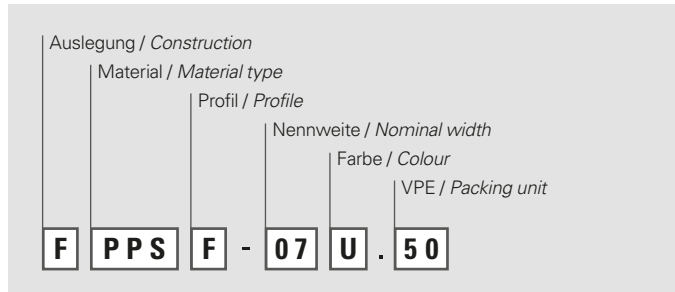 Auslegung / Construction
Material / Material type
Profil / Profile
Nennweite / Nominal width
Farbe / Colour
VPE / Packing unit
F PPS F - 07 U . 50